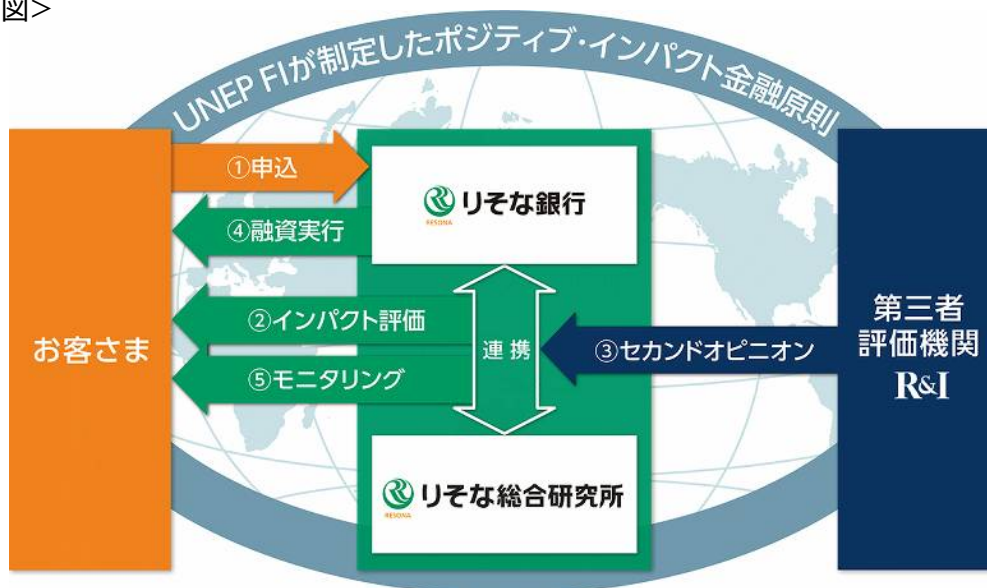 図>
UNEP FIが制定したポジティブ・インパクト金融原則
①申込
りそな銀行
RESONA
④融資実行
②インパクト評価
お客さま
連携
③セカンドオピニオン
第三者
評価機関
R&I
⑤モニタリング
りそな総合研究所
RESONA